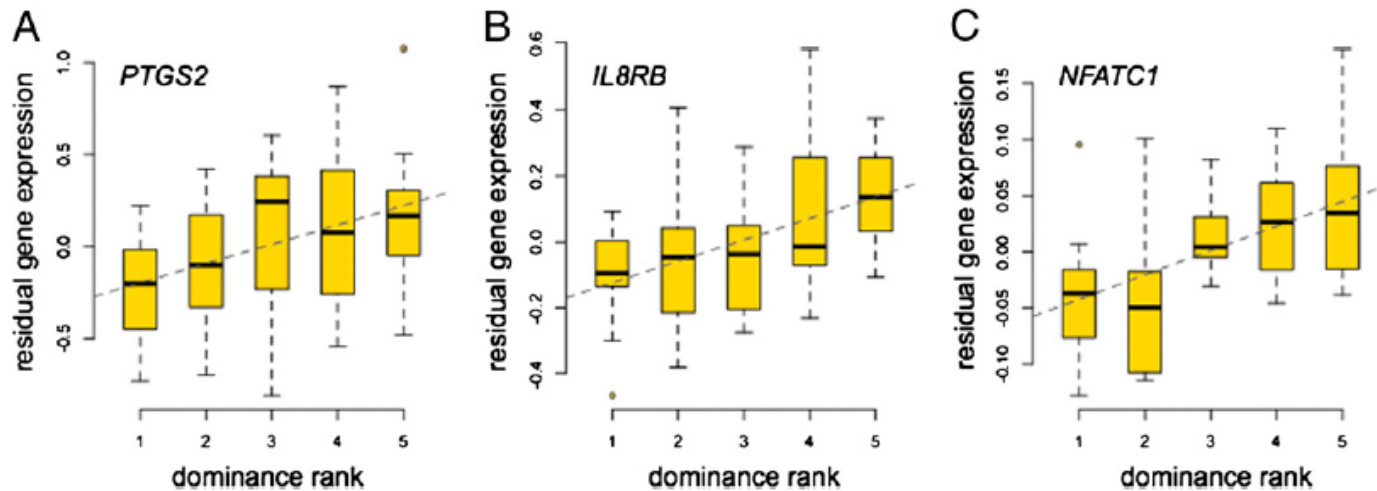 A
PTGS2
residual gene expression
1.0
0.5
0.0
-0.5
1 2 3 4 5
dominance rank
B
IL8RB
residual gene expression
0.6
0.4
0.2
0.0
-0.2
-0.4
1 2 3 4 5
dominance rank
C
NFATC1
residual gene expression
0.15
0.10
0.05
0.00
-0.05
-0.10
1 2 3 4 5
dominance rank